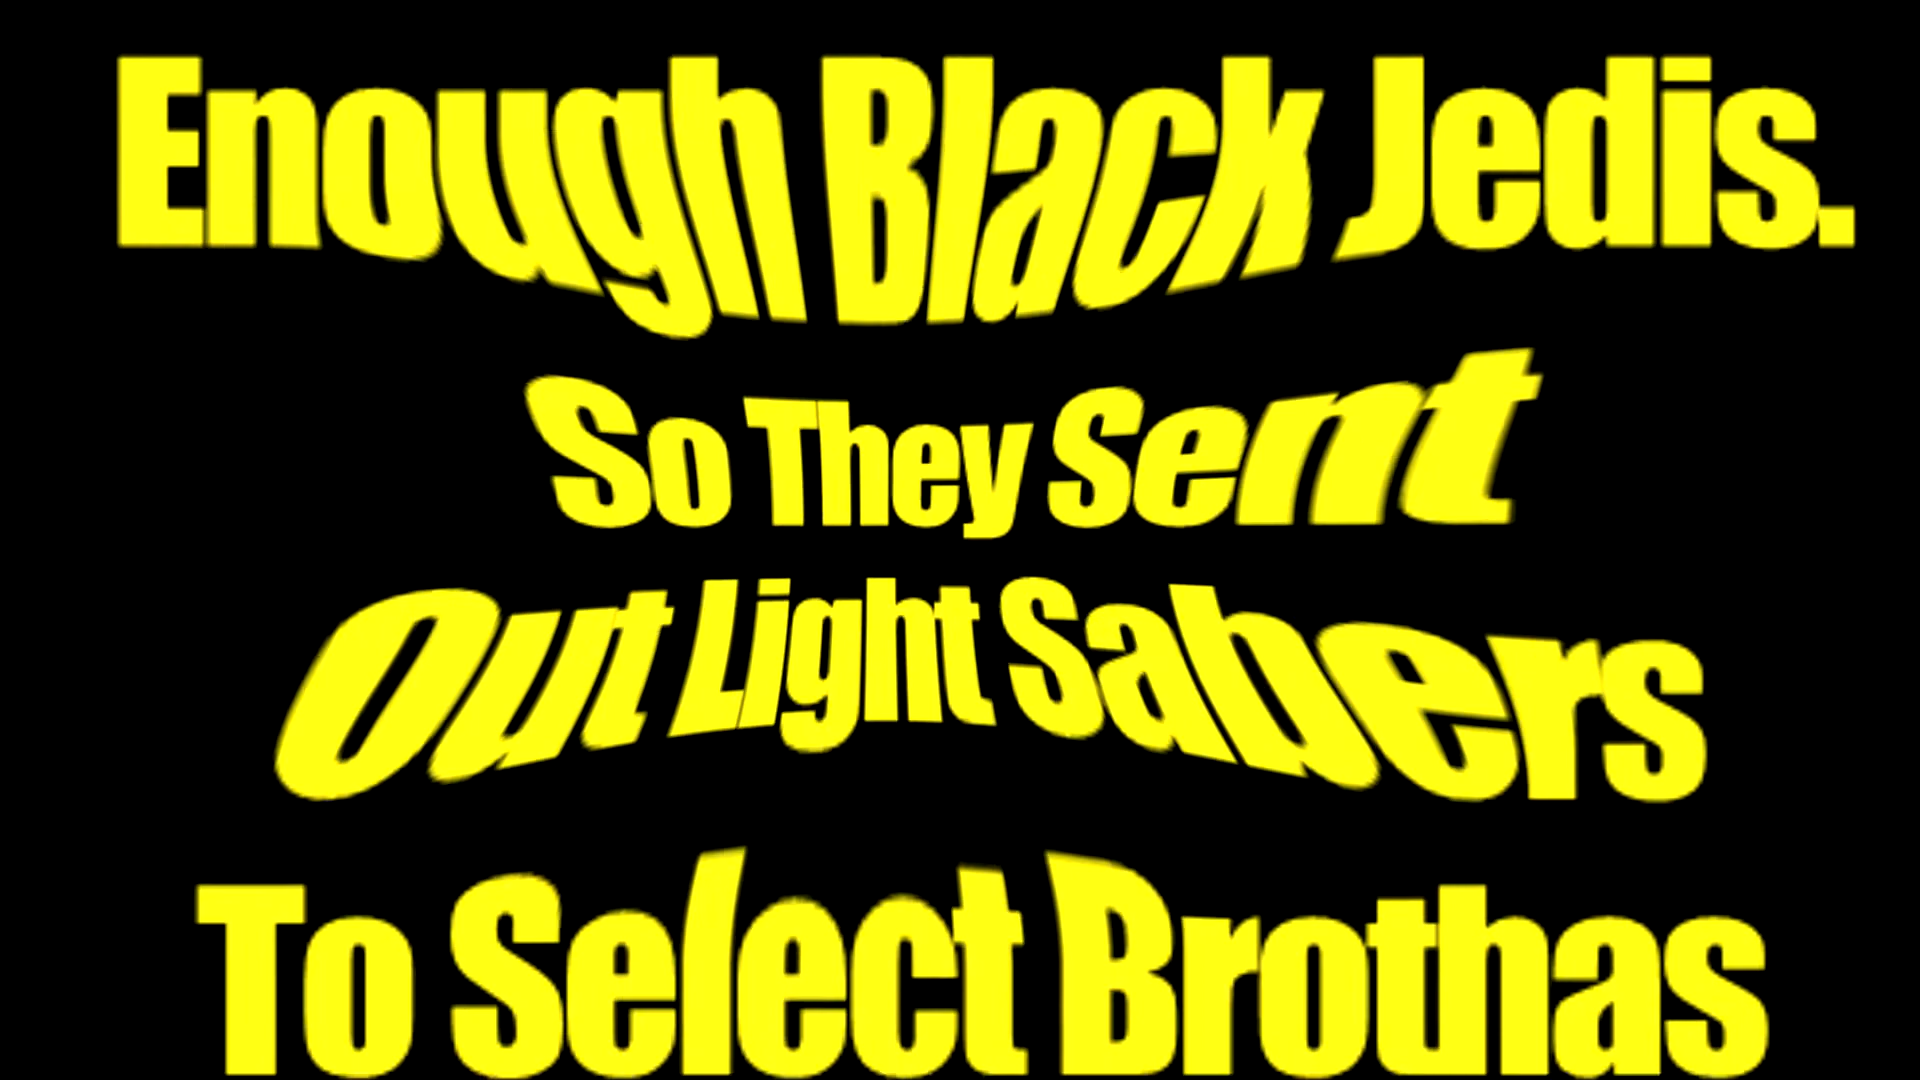 Enough Black Jedis.
So They Sent
Out Light Sabers
To Select Brothas